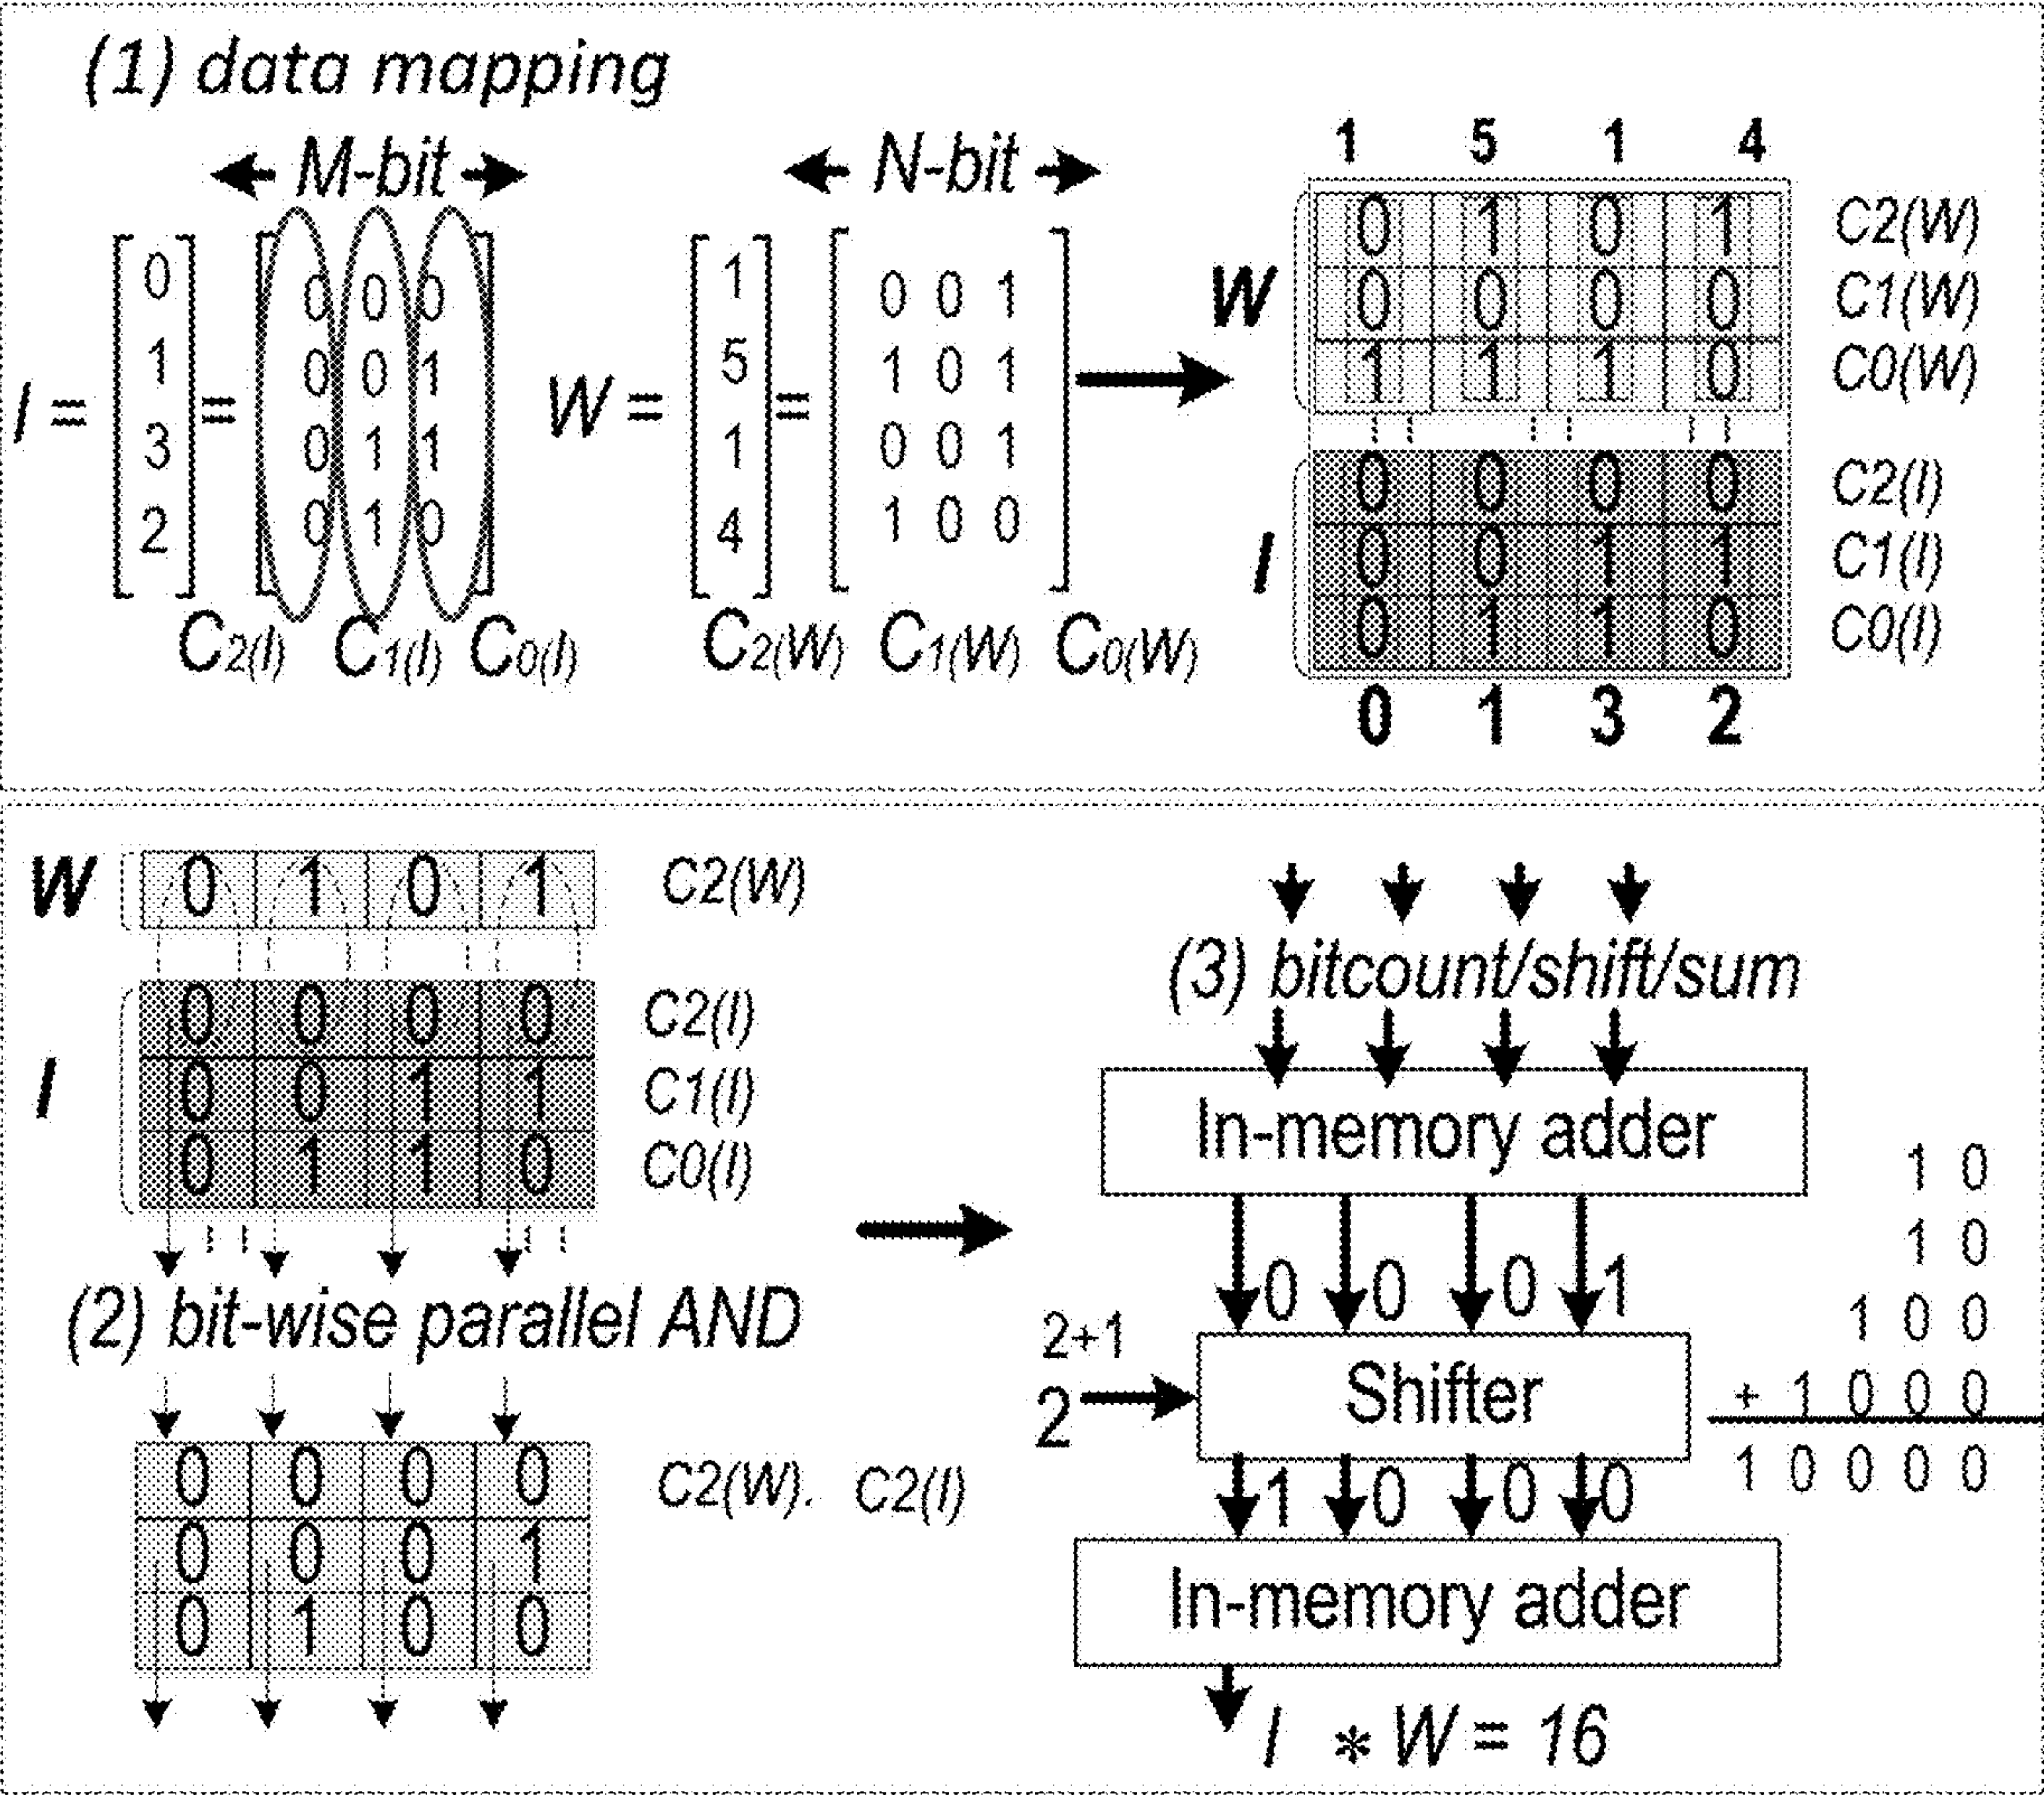 (1) data mapping
M-bit
N-bit
I = [0 1 3 2] = [
0 0 0
0 0 1
0 1 1
0 1 0
]
C2(I) C1(I) C0(I)
W = [1 5 1 4] = [
0 0 1
1 0 1
0 0 1
1 0 0
]
C2(W) C1(W) C0(W)
1 5 1 4
W
0 1 0 1 C2(W)
0 0 0 0 C1(W)
1 1 1 0 C0(W)
I
0 0 0 0 C2(I)
0 0 1 1 C1(I)
0 1 1 0 C0(I)
0 1 3 2
W 0 1 0 1 C2(W)
I
0 0 0 0 C2(I)
0 0 1 1 C1(I)
0 1 1 0 C0(I)
(2) bit-wise parallel AND
0 0 0 0 C2(W). C2(I)
0 0 0 1
0 1 0 0
(3) bitcount/shift/sum
In-memory adder
0 0 0 1
2+1
2
Shifter
1 0 0 0
In-memory adder
I * W = 16
1 0
1 0
1 0 0
+ 1 0 0 0
1 0 0 0 0